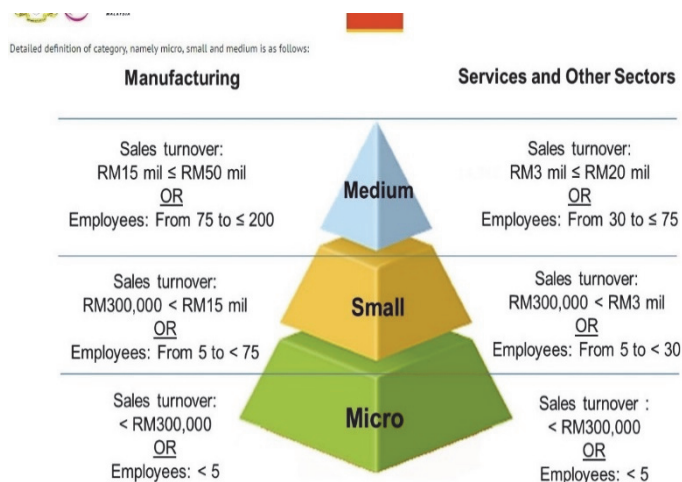 MALAYSIA
Detailed definition of category, namely micro, small and medium is as follows:
Manufacturing
Services and Other Sectors
Sales turnover:
RM15 mil ≤ RM50 mil
OR
Employees: From 75 to ≤ 200
Medium
Sales turnover:
RM3 mil ≤ RM20 mil
OR
Employees: From 30 to ≤ 75
Sales turnover:
RM300,000 < RM15 mil
OR
Employees: From 5 to < 75
Small
Sales turnover:
RM300,000 < RM3 mil
OR
Employees: From 5 to < 30
Sales turnover:
< RM300,000
OR
Employees: < 5
Micro
Sales turnover :
< RM300,000
OR
Employees: < 5